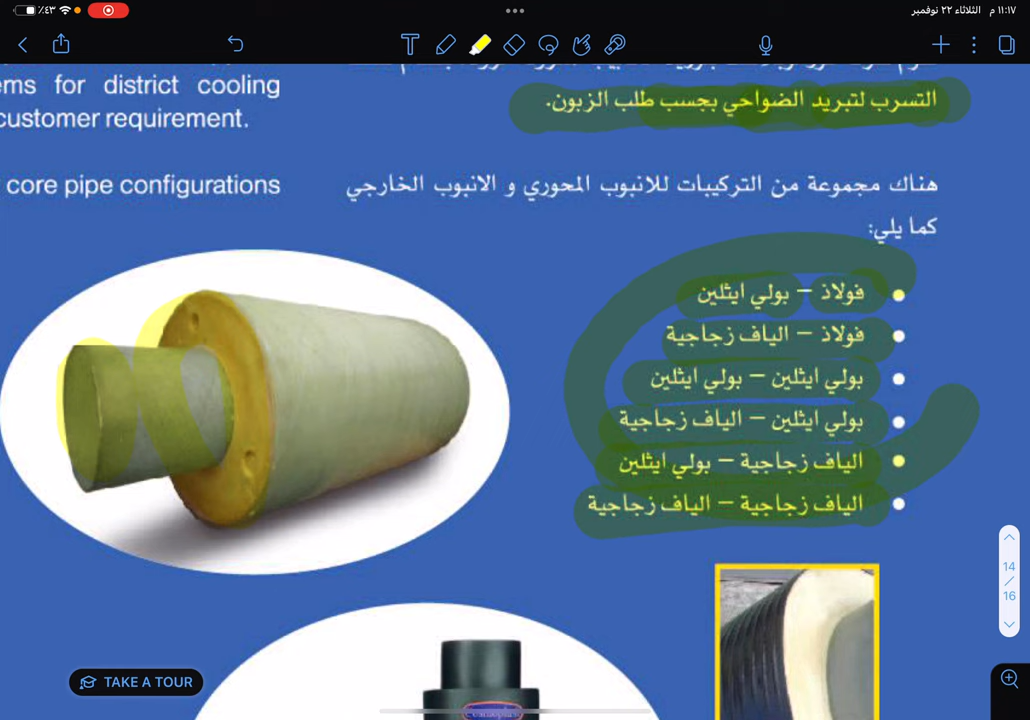 ٪٤٣
•••
١١:١٧ م الثلاثاء ٢٢ نوفمبر
ems for district cooling
customer requirement.
core pipe configurations
التسرب لتبريد الضواحي بجسب طلب الزبون.
هناك مجموعة من التركيبات للانبوب المحوري و الانبوب الخارجي
كما يلي:
• فولاذ – بولي ايثلين
• فولاذ – الياف زجاجية
• بولي ايثلين – بولي ايثلين
• بولي ايثلين – الياف زجاجية
• الياف زجاجية – بولي ايثلين
• الياف زجاجية – الياف زجاجية
14
/
16
TAKE A TOUR